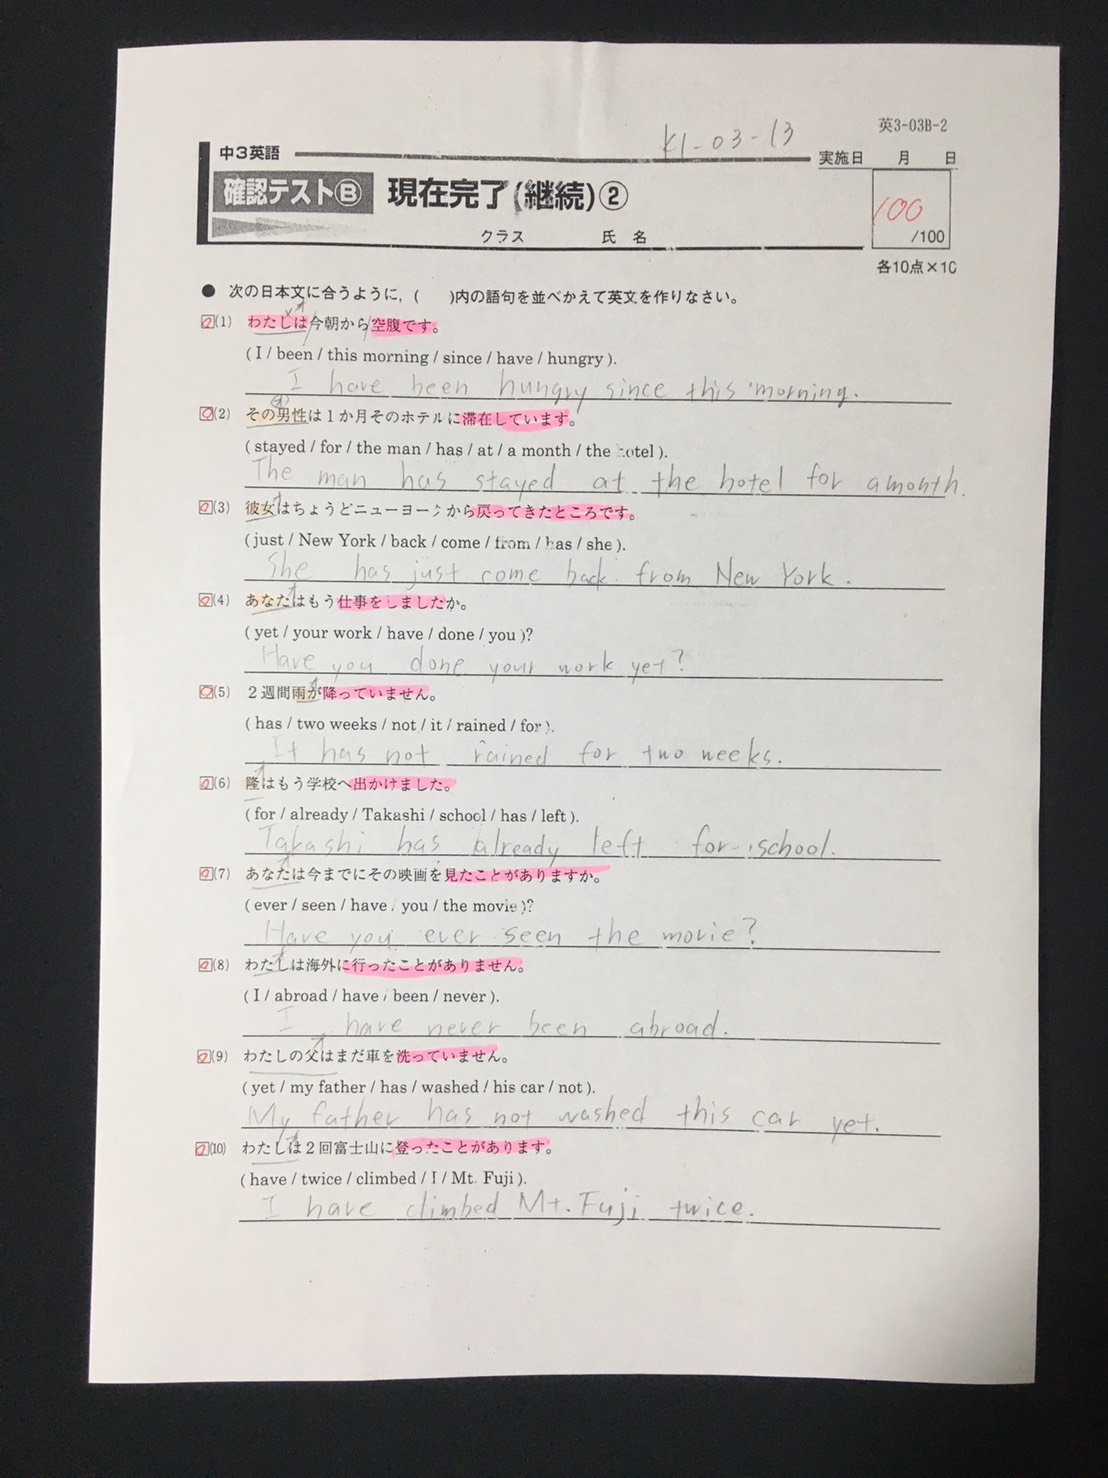 英3-03B-2
K1-03-13
中3英語
実施日 月 日
確認テストⒷ 現在完了(継続)②
100
/100
クラス 氏 名
各10点×10
● 次の日本文に合うように,( )内の語句を並べかえて英文を作りなさい。
(1) わたしは今朝から空腹です。
( I / been / this morning / since / have / hungry ).
I have been hungry since this morning.
(2) その男性は1か月そのホテルに滞在しています。
( stayed / for / the man / has / at / a month / the hotel ).
The man has stayed at the hotel for a month.
(3) 彼女はちょうどニューヨークから戻ってきたところです。
( just / New York / back / come / from / has / she ).
She has just come back from New York.
(4) あなたはもう仕事をしましたか。
( yet / your work / have / done / you )?
Have you done your work yet?
(5) 2週間雨が降っていません。
( has / two weeks / not / it / rained / for ).
It has not rained for two weeks.
(6) 隆はもう学校へ出かけました。
( for / already / Takashi / school / has / left ).
Takashi has already left for school.
(7) あなたは今までにその映画を見たことがありますか。
( ever / seen / have / you / the movie )?
Have you ever seen the movie?
(8) わたしは海外に行ったことがありません。
( I / abroad / have / been / never ).
I have never been abroad.
(9) わたしの父はまだ車を洗っていません。
( yet / my father / has / washed / his car / not ).
My father has not washed this car yet.
(10) わたしは2回富士山に登ったことがあります。
( have / twice / climbed / I / Mt. Fuji ).
I have climbed Mt. Fuji twice.